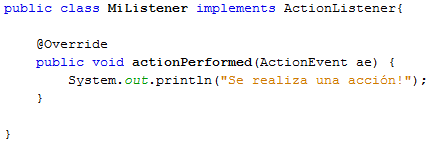 public class MiListener implements ActionListener{
@Override
public void actionPerformed(ActionEvent ae) {
System.out.println("Se realiza una acción!");
}
}